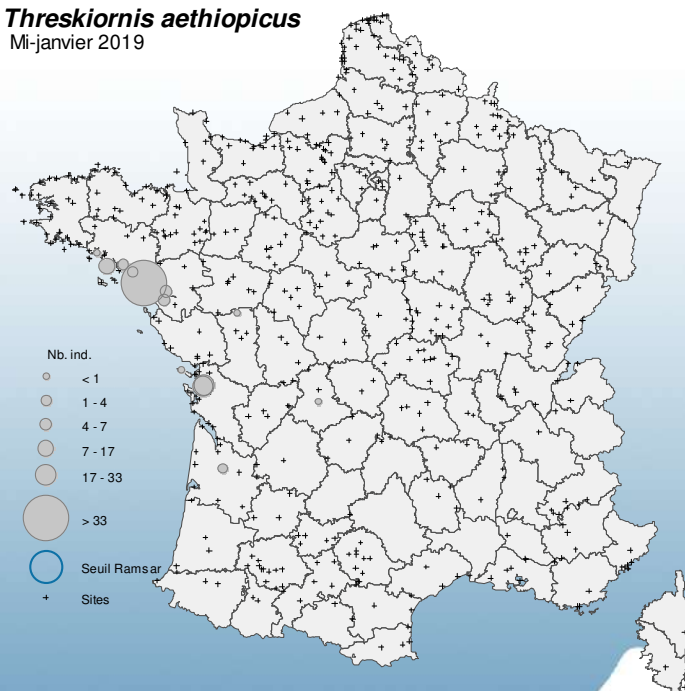 Threskiornis aethiopicus
Mi-janvier 2019
Nb. ind.
< 1
1 - 4
4 - 7
7 - 17
17 - 33
> 33
Seuil Ramsar
Sites